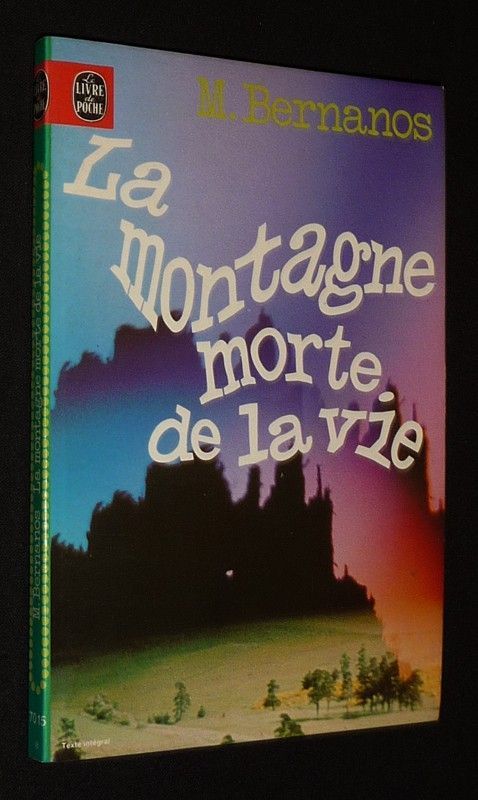 Le
LIVRE
de
POCHE
M. Bernanos
La
montagne
morte
de la vie
Texte intégral
M. Bernanos La montagne morte de la vie
7015